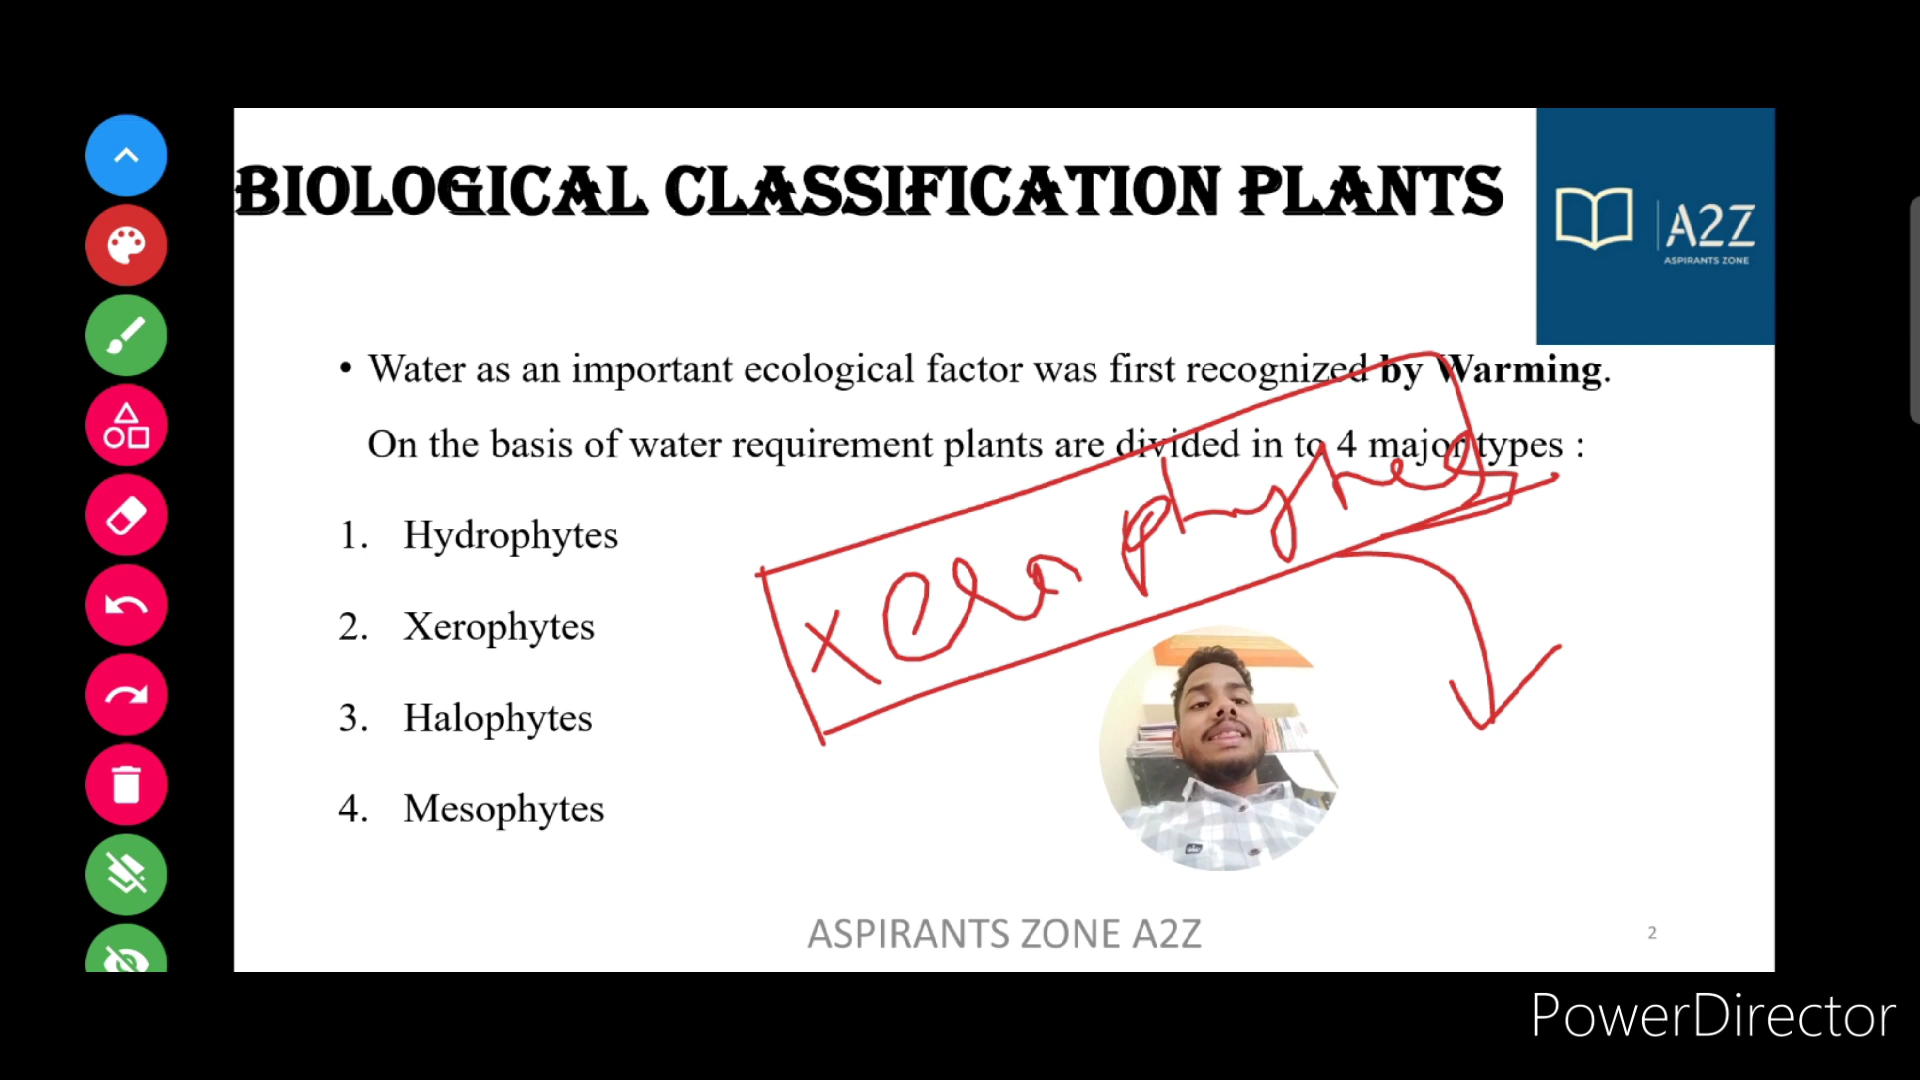 BIOLOGICAL CLASSIFICATION PLANTS
A2Z
ASPIRANTS ZONE
• Water as an important ecological factor was first recognized by Warming.
On the basis of water requirement plants are divided in to 4 major types :
1. Hydrophytes
2. Xerophytes
3. Halophytes
4. Mesophytes
xerophytes
ASPIRANTS ZONE A2Z
2
PowerDirector